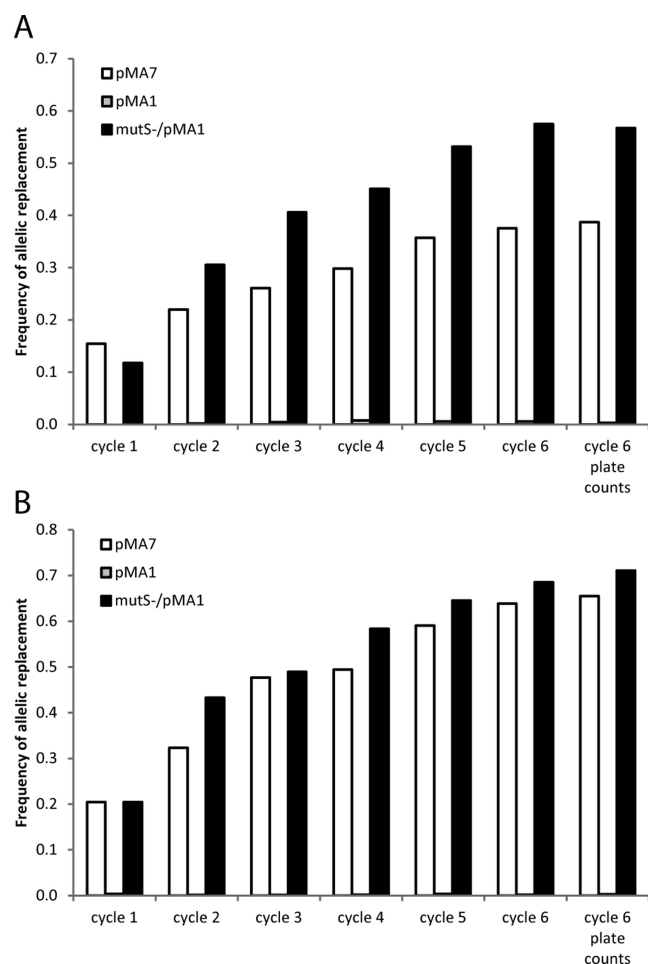 A
0.7
0.6
0.5
0.4
0.3
0.2
0.1
0.0
Frequency of allelic replacement
pMA7
pMA1
mutS-/pMA1
cycle 1 cycle 2 cycle 3 cycle 4 cycle 5 cycle 6 cycle 6
plate
counts
B
0.8
0.7
0.6
0.5
0.4
0.3
0.2
0.1
0.0
Frequency of allelic replacement
pMA7
pMA1
mutS-/pMA1
cycle 1 cycle 2 cycle 3 cycle 4 cycle 5 cycle 6 cycle 6
plate
counts